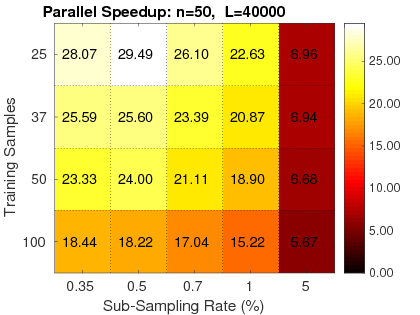 Parallel Speedup: n=50, L=40000
Training Samples
25 28.07 29.49 26.10 22.63 6.96
37 25.59 25.60 23.39 20.87 6.94
50 23.33 24.00 21.11 18.90 6.68
100 18.44 18.22 17.04 15.22 5.67
0.35 0.5 0.7 1 5
Sub-Sampling Rate (%)
25.00
20.00
15.00
10.00
5.00
0.00